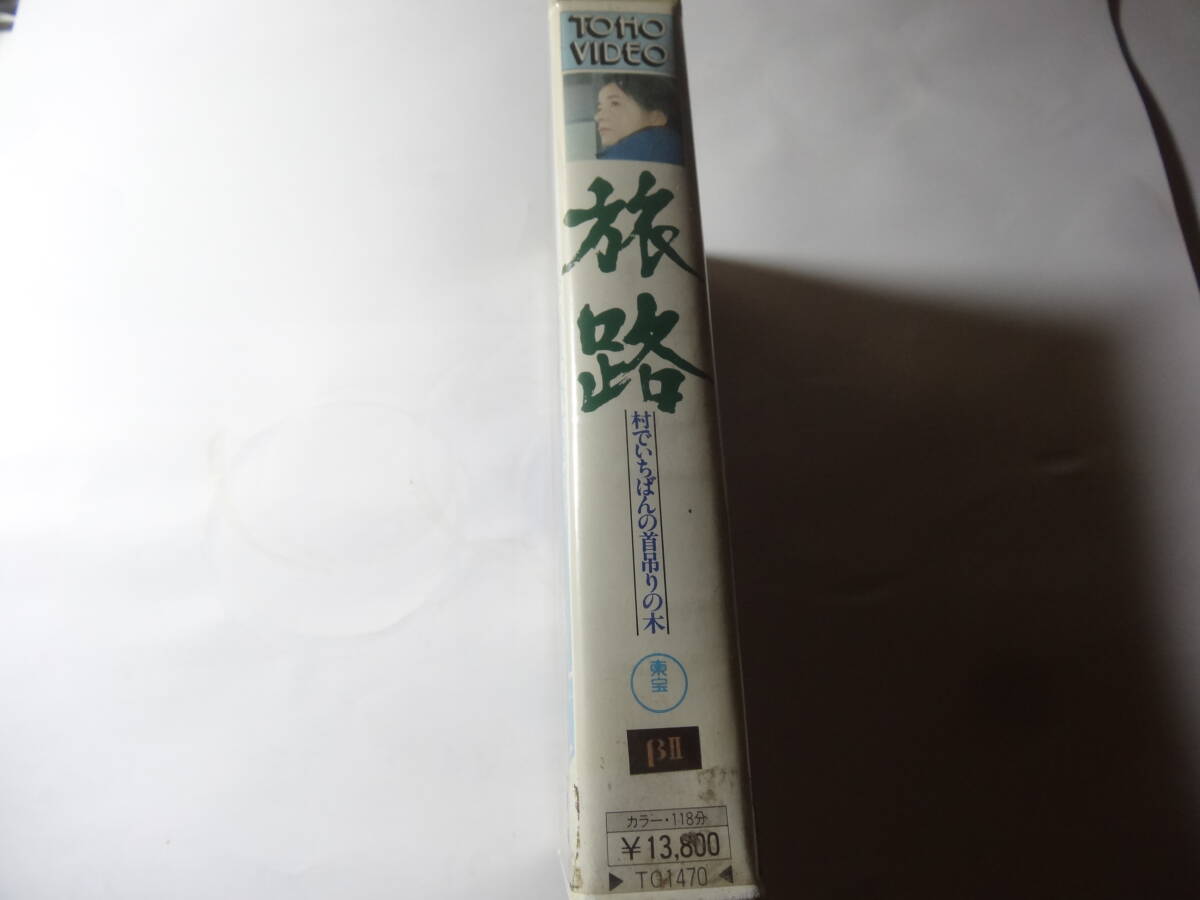 TOHO
VIDEO
旅路
村でいちばんの首吊りの木
東宝
βII
カラー・118分
¥13,800
▶ TG1470 ◀